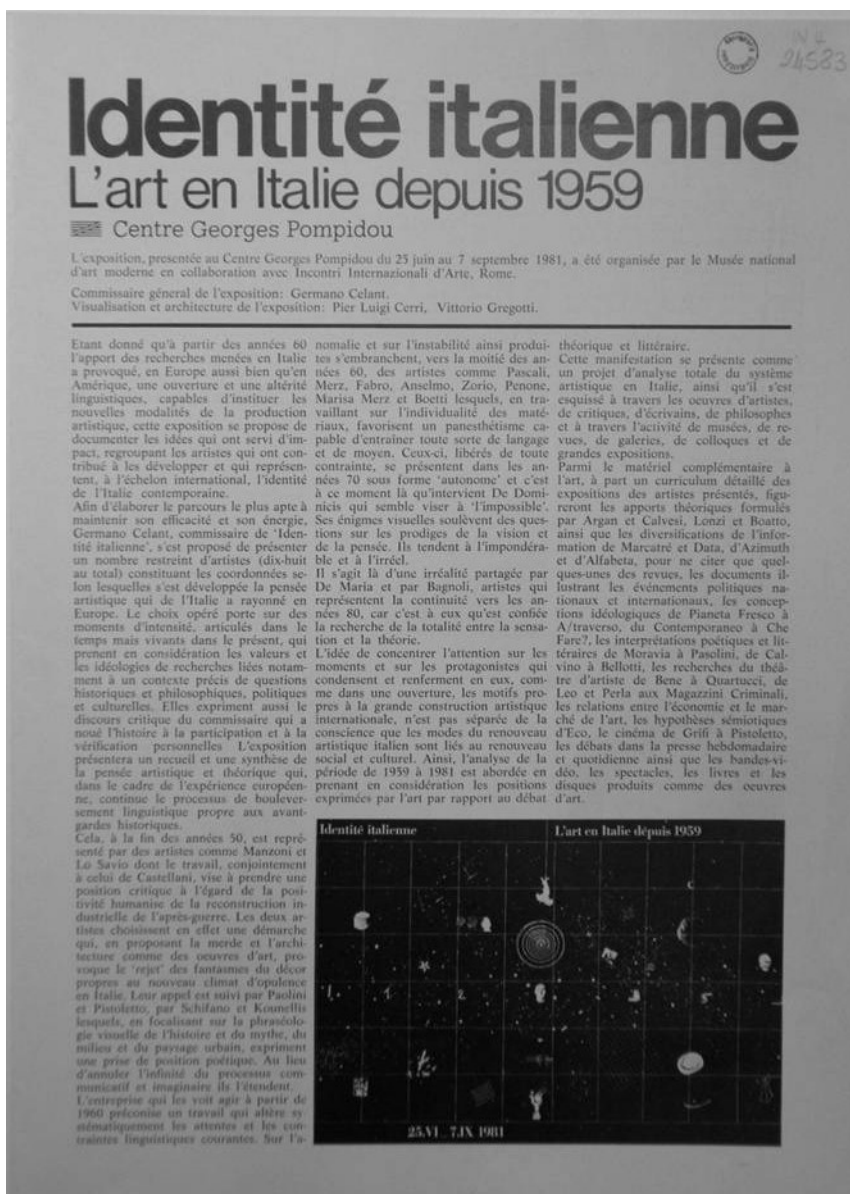 IN 4
24583
Identité italienne
L'art en Italie depuis 1959
Centre Georges Pompidou
L'exposition, presentée au Centre Georges Pompidou du 25 juin au 7 septembre 1981, a été organisée par le Musée national
d'art moderne en collaboration avec Incontri Internazionali d'Arte, Rome.
Commissaire géneral de l'exposition: Germano Celant.
Visualisation et architecture de l'exposition: Pier Luigi Cerri, Vittorio Gregotti.
Etant donné qu'à partir des années 60
l'apport des recherches menées en Italie
a provoqué, en Europe aussi bien qu'en
Amérique, une ouverture et une altérité
linguistiques, capables d'instituer les
nouvelles modalités de la production
artistique, cette exposition se propose de
documenter les idées qui ont servi d'im-
pact, regroupant les artistes qui ont con-
tribué à les développer et qui représen-
tent, à l'échelon international, l'identité
de l'Italie contemporaine.
Afin d'élaborer le parcours le plus apte à
maintenir son efficacité et son énergie,
Germano Celant, commissaire de 'Iden-
tité italienne', s'est proposé de présenter
un nombre restreint d'artistes (dix-huit
au total) constituant les coordonnées se-
lon lesquelles s'est développée la pensée
artistique qui de l'Italie a rayonné en
Europe. Le choix opéré porte sur des
moments d'intensité, articulés dans le
temps mais vivants dans le présent, qui
prenent en considération les valeurs et
les idéologies de recherches liées notam-
ment à un contexte précis de questions
historiques et philosophiques, politiques
et culturelles. Elles expriment aussi le
discours critique du commissaire qui a
noué l'histoire à la participation et à la
vérification personnelles L'exposition
présentera un recueil et une synthèse de
la pensée artistique et théorique qui,
dans le cadre de l'expérience européen-
ne, continue le processus de boulever-
sement linguistique propre aux avant-
gardes historiques.
Cela, à la fin des années 50, est repré-
senté par des artistes comme Manzoni et
Lo Savio dont le travail, conjointement
à celui de Castellani, vise à prendre une
position critique à l'égard de la posi-
tivité humanise de la reconstruction in-
dustrielle de l'après-guerre. Les deux ar-
tistes choisissent en effet une démarche
qui, en proposant la merde et l'archi-
tecture comme des oeuvres d'art, pro-
voque le 'rejet' des fantasmes du décor
propres au nouveau climat d'opulence
en Italie. Leur appel est suivi par Paolini
et Pistoletto, par Schifano et Kounellis
lesquels, en focalisant sur la phraséolo-
gie visuelle de l'histoire et du mythe, du
milieu et du paysage urbain, expriment
une prise de position poétique. Au lieu
d'annoler l'infinité du processus com-
municatif et imaginaire ils l'étendent.
L'entreprise qui les voit agir à partir de
1960 préconise un travail qui altère sy-
stématiquement les attentes et les con-
traintes linguistiques courantes. Sur l'a-
nomalie et sur l'instabilité ainsi produi-
tes s'embranchent, vers la moitié des an-
nées 60, des artistes comme Pascali,
Merz, Fabro, Anselmo, Zorio, Penone,
Marisa Merz et Boetti lesquels, en tra-
vaillant sur l'individualité des maté-
riaux, favorisent un panesthétisme ca-
pable d'entraîner toute sorte de langage
et de moyen. Ceux-ci, libérés de toute
contrainte, se présentent dans les an-
nées 70 sous forme 'autonome' et c'est
à ce moment là qu'intervient De Domi-
nicis qui semble viser à 'l'impossible'.
Ses énigmes visuelles soulèvent des ques-
tions sur les prodiges de la vision et
de la pensée. Ils tendent à l'impondéra-
ble et à l'irréel.
Il s'agit là d'une irréalité partagée par
De Maria et par Bagnoli, artistes qui
représentent la continuité vers les an-
nées 80, car c'est à eux qu'est confiée
la recherche de la totalité entre la sensa-
tion et la théorie.
L'idée de concentrer l'attention sur les
moments et sur les protagonistes qui
condensent et renferment en eux, com-
me dans une ouverture, les motifs pro-
pres à la grande construction artistique
internationale, n'est pas séparée de la
conscience que les modes du renouveau
artistique italien sont liés au renouveau
social et culturel. Ainsi, l'analyse de la
période de 1959 à 1981 est abordée en
prenant en considération les positions
exprimées par l'art par rapport au débat
théorique et littéraire.
Cette manifestation se présente comme
un projet d'analyse totale du système
artistique en Italie, ainsi qu'il s'est
esquissé à travers les oeuvres d'artistes,
de critiques, d'écrivains, de philosophes
et à travers l'activité de musées, de re-
vues, de galeries, de colloques et de
grandes expositions.
Parmi le matériel complémentaire à
l'art, à part un curriculum détaillé des
expositions des artistes présentés, figu-
reront les apports théoriques formulés
par Argan et Calvesi, Lonzi et Boatto,
ainsi que les diversifications de l'infor-
mation de Marcatré et Data, d'Azimuth
et d'Alfabeta, pour ne citer que quel-
ques-unes des revues, les documents il-
lustrant les événements politiques na-
tionaux et internationaux, les concep-
tions idéologiques de Pianeta Fresco à
A/traverso, du Contemporaneo à Che
Fare?, les interprétations poétiques et lit-
téraires de Moravia à Pasolini, de Cal-
vino à Bellotti, les recherches du théâ-
tre d'artiste de Bene à Quartucci, de
Leo et Perla aux Magazzini Criminali,
les relations entre l'économie et le mar-
ché de l'art, les hypothèses sémiotiques
d'Eco, le cinéma de Grifi à Pistoletto,
les débats dans la presse hebdomadaire
et quotidienne ainsi que les bandes-vi-
déo, les spectacles, les livres et les
disques produits comme des oeuvres
d'art.
Identité italienne
L'art en Italie dépuis 1959
25.VI_7.IX 1981